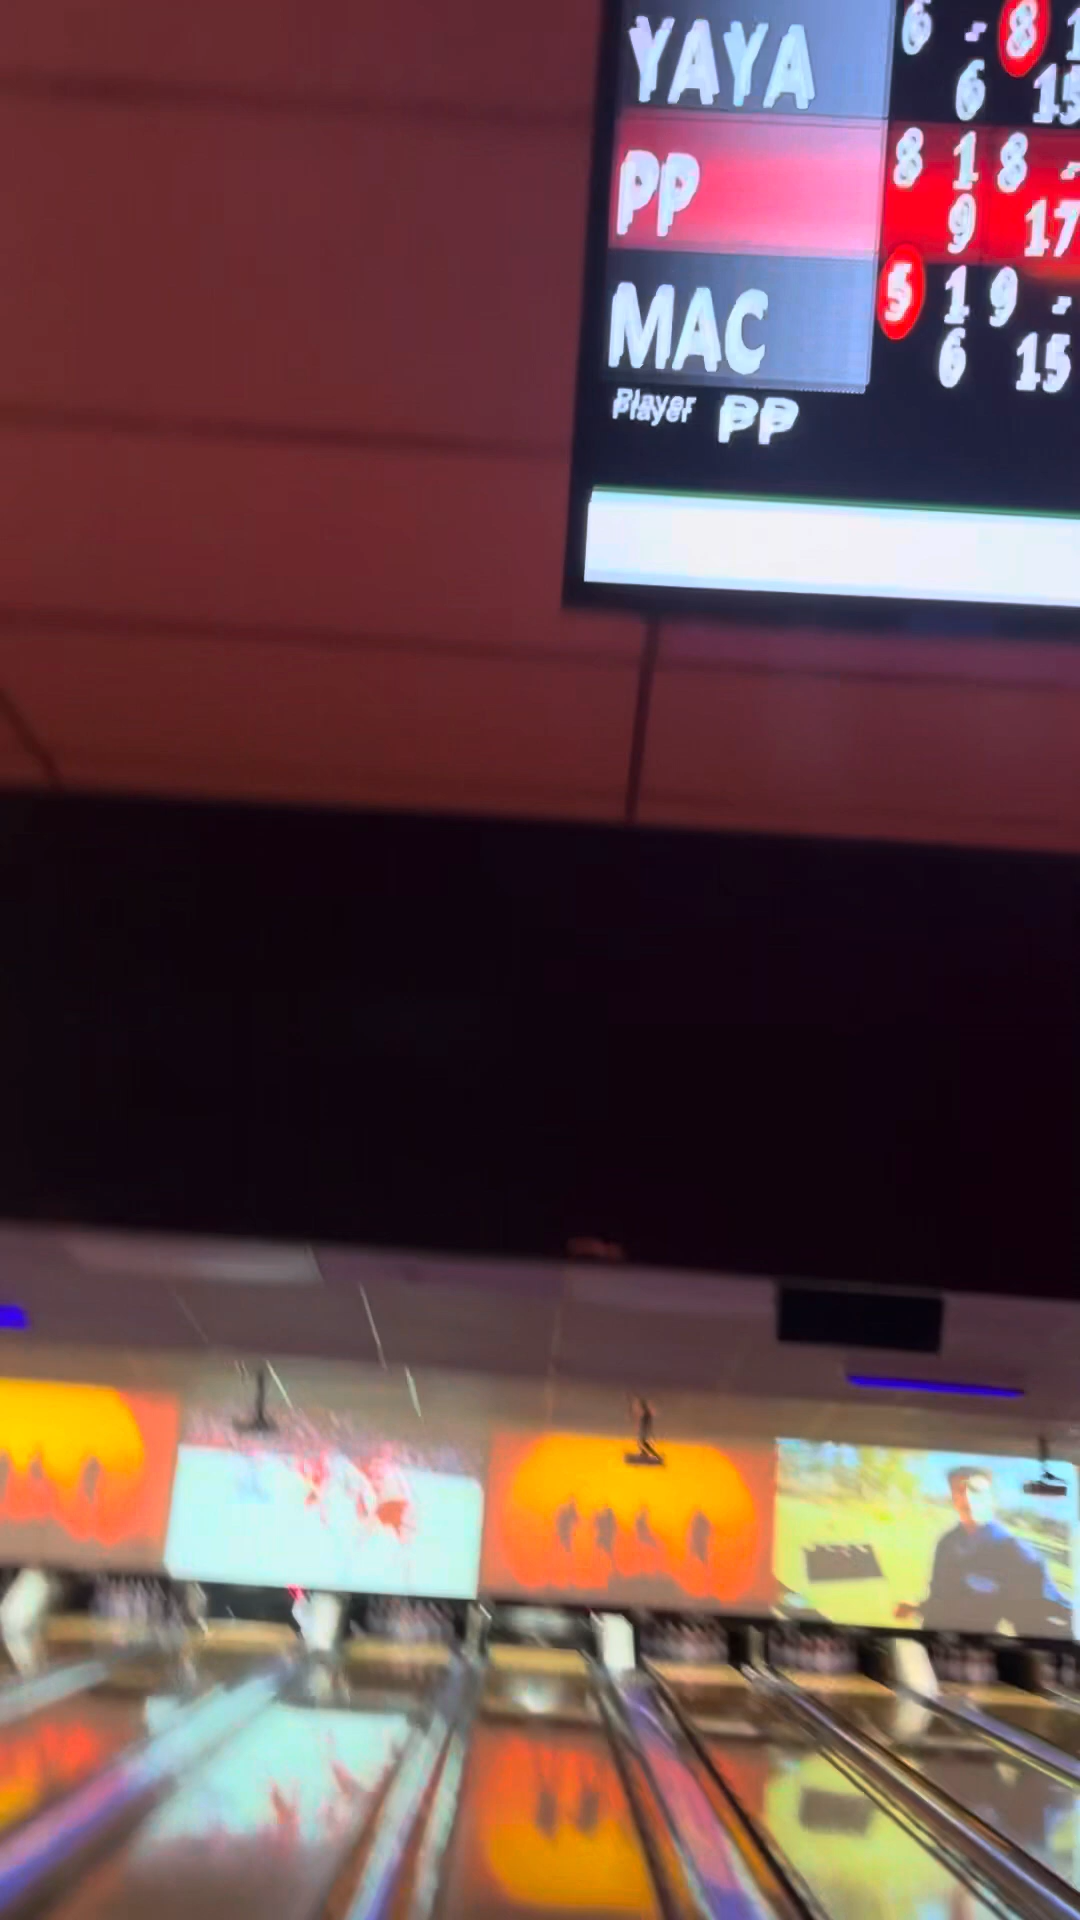 YAYA 6 - 8
6 15
PP 8 1 8 -
9 17
MAC 5 1 9 -
6 15
Player PP